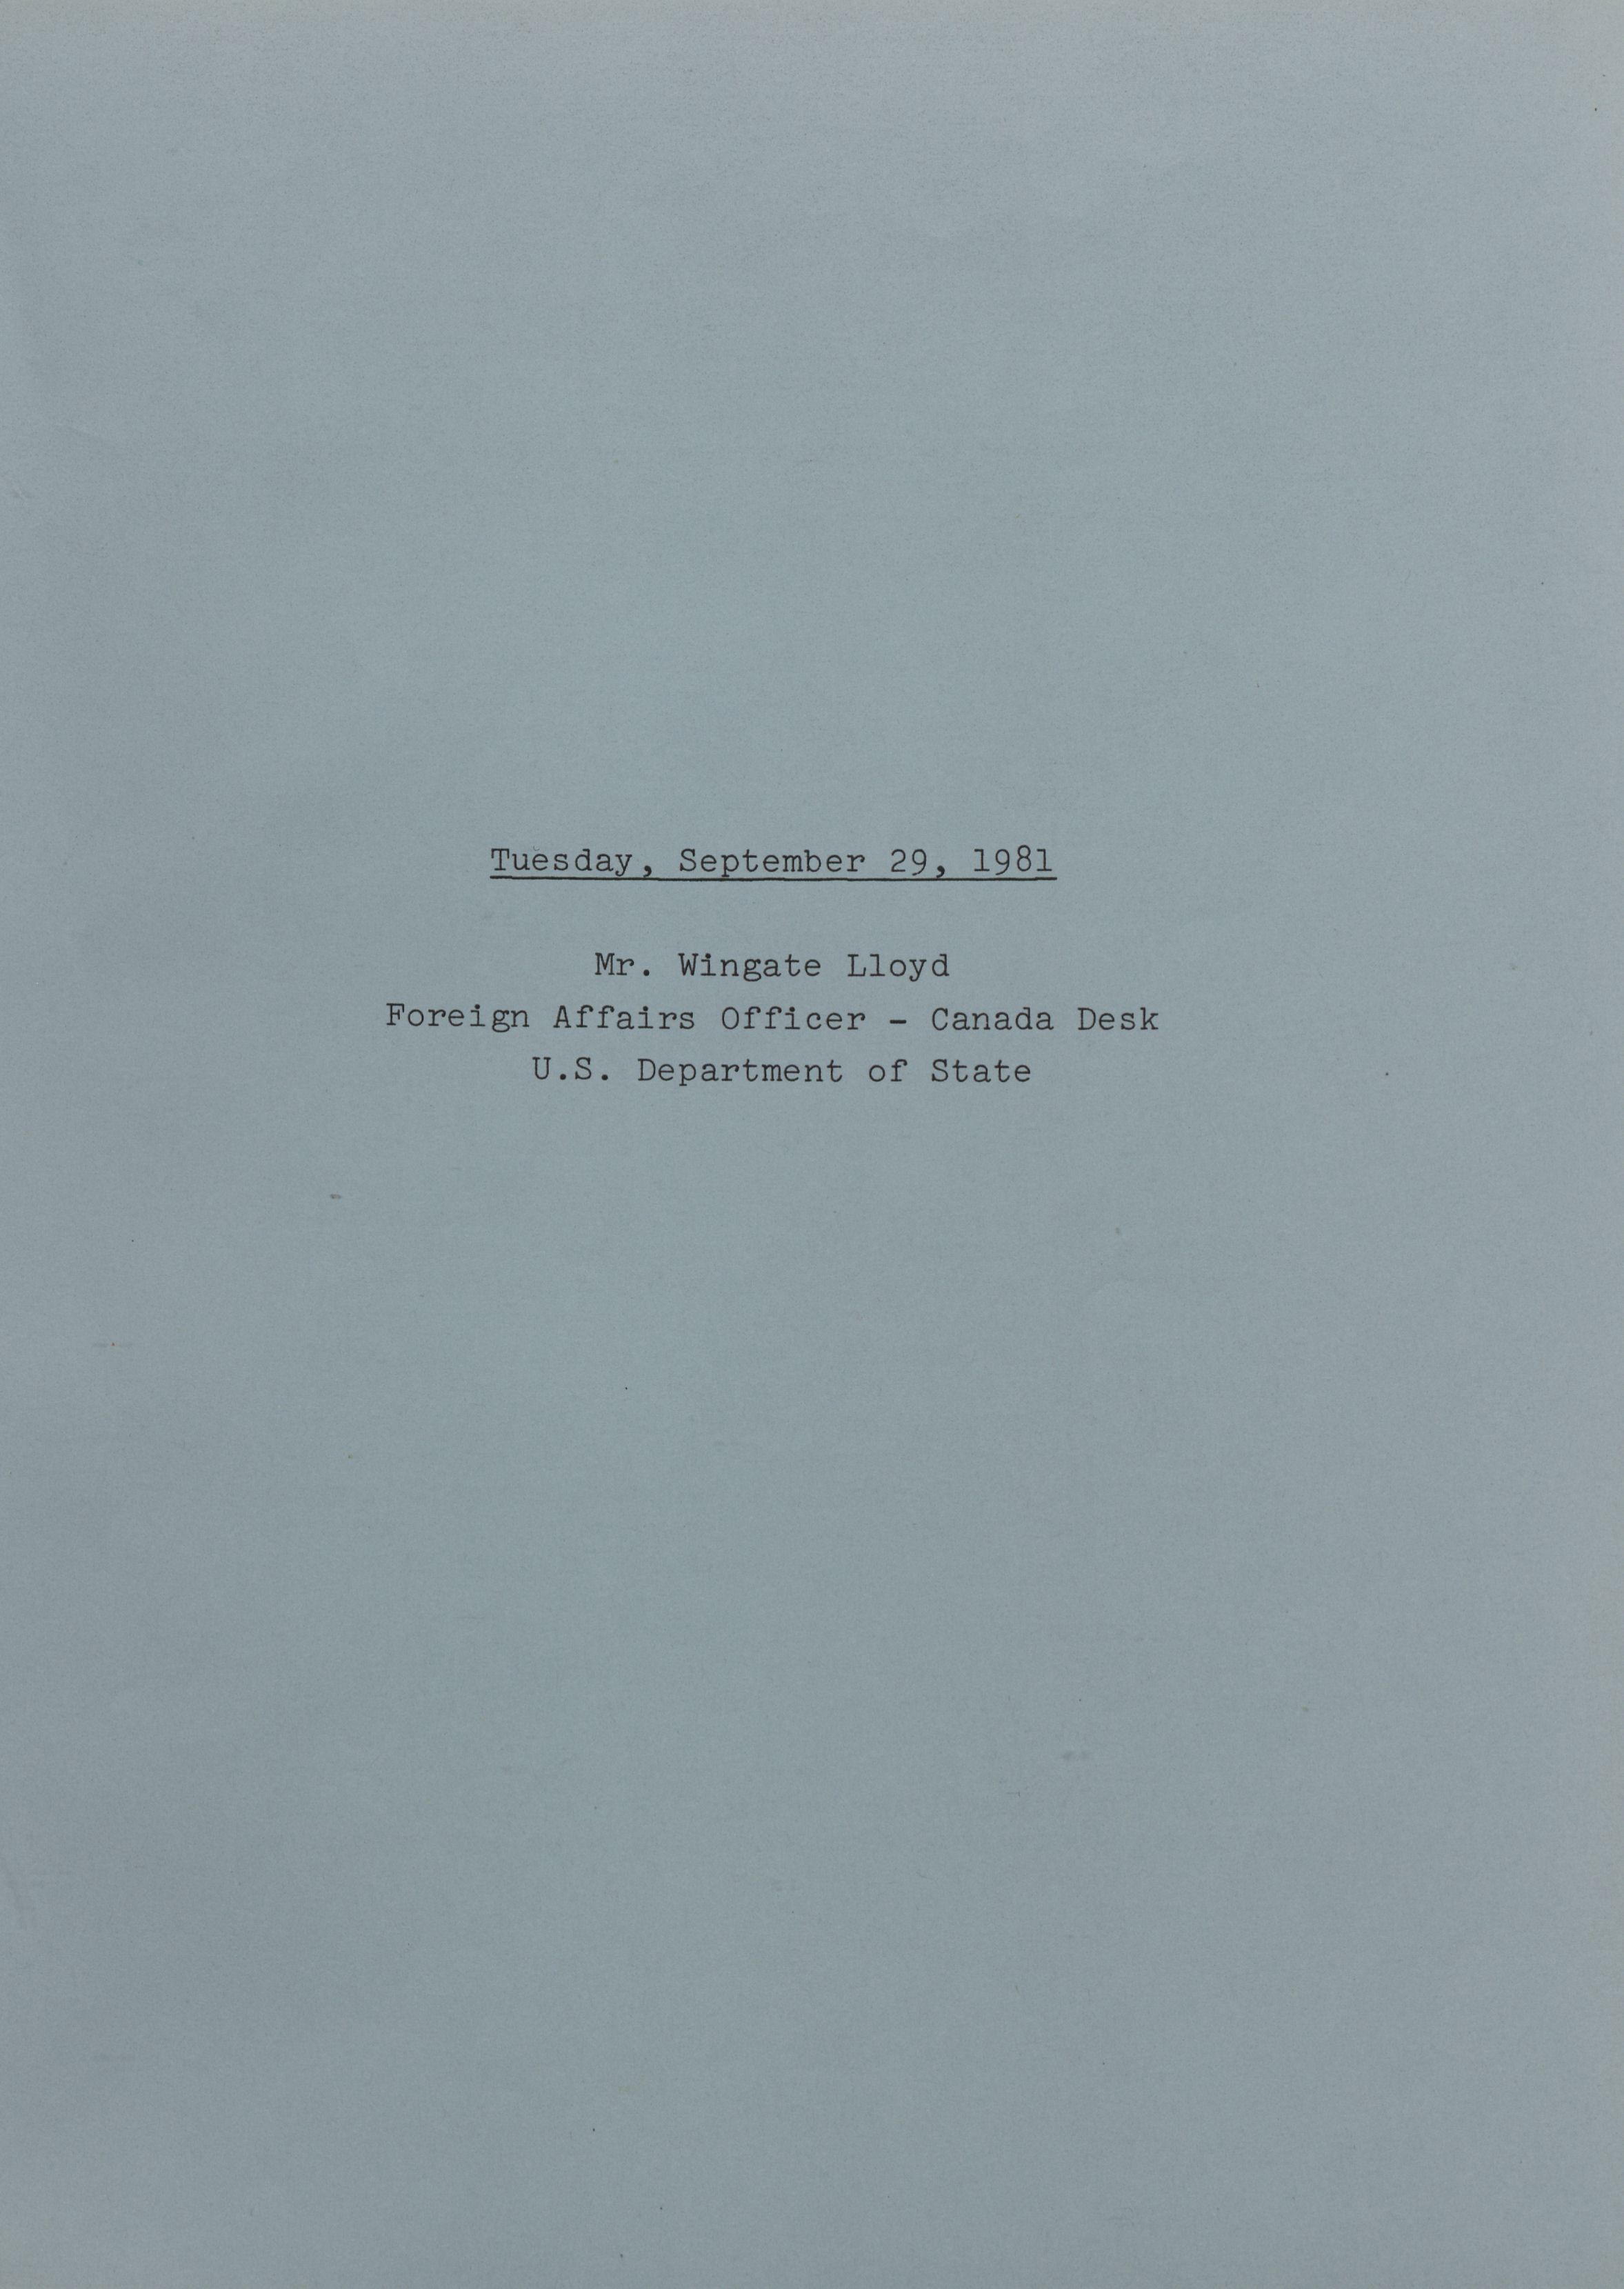 Tuesday, September 29, 1981
Mr. Wingate Lloyd
Foreign Affairs Officer - Canada Desk
U.S. Department of State